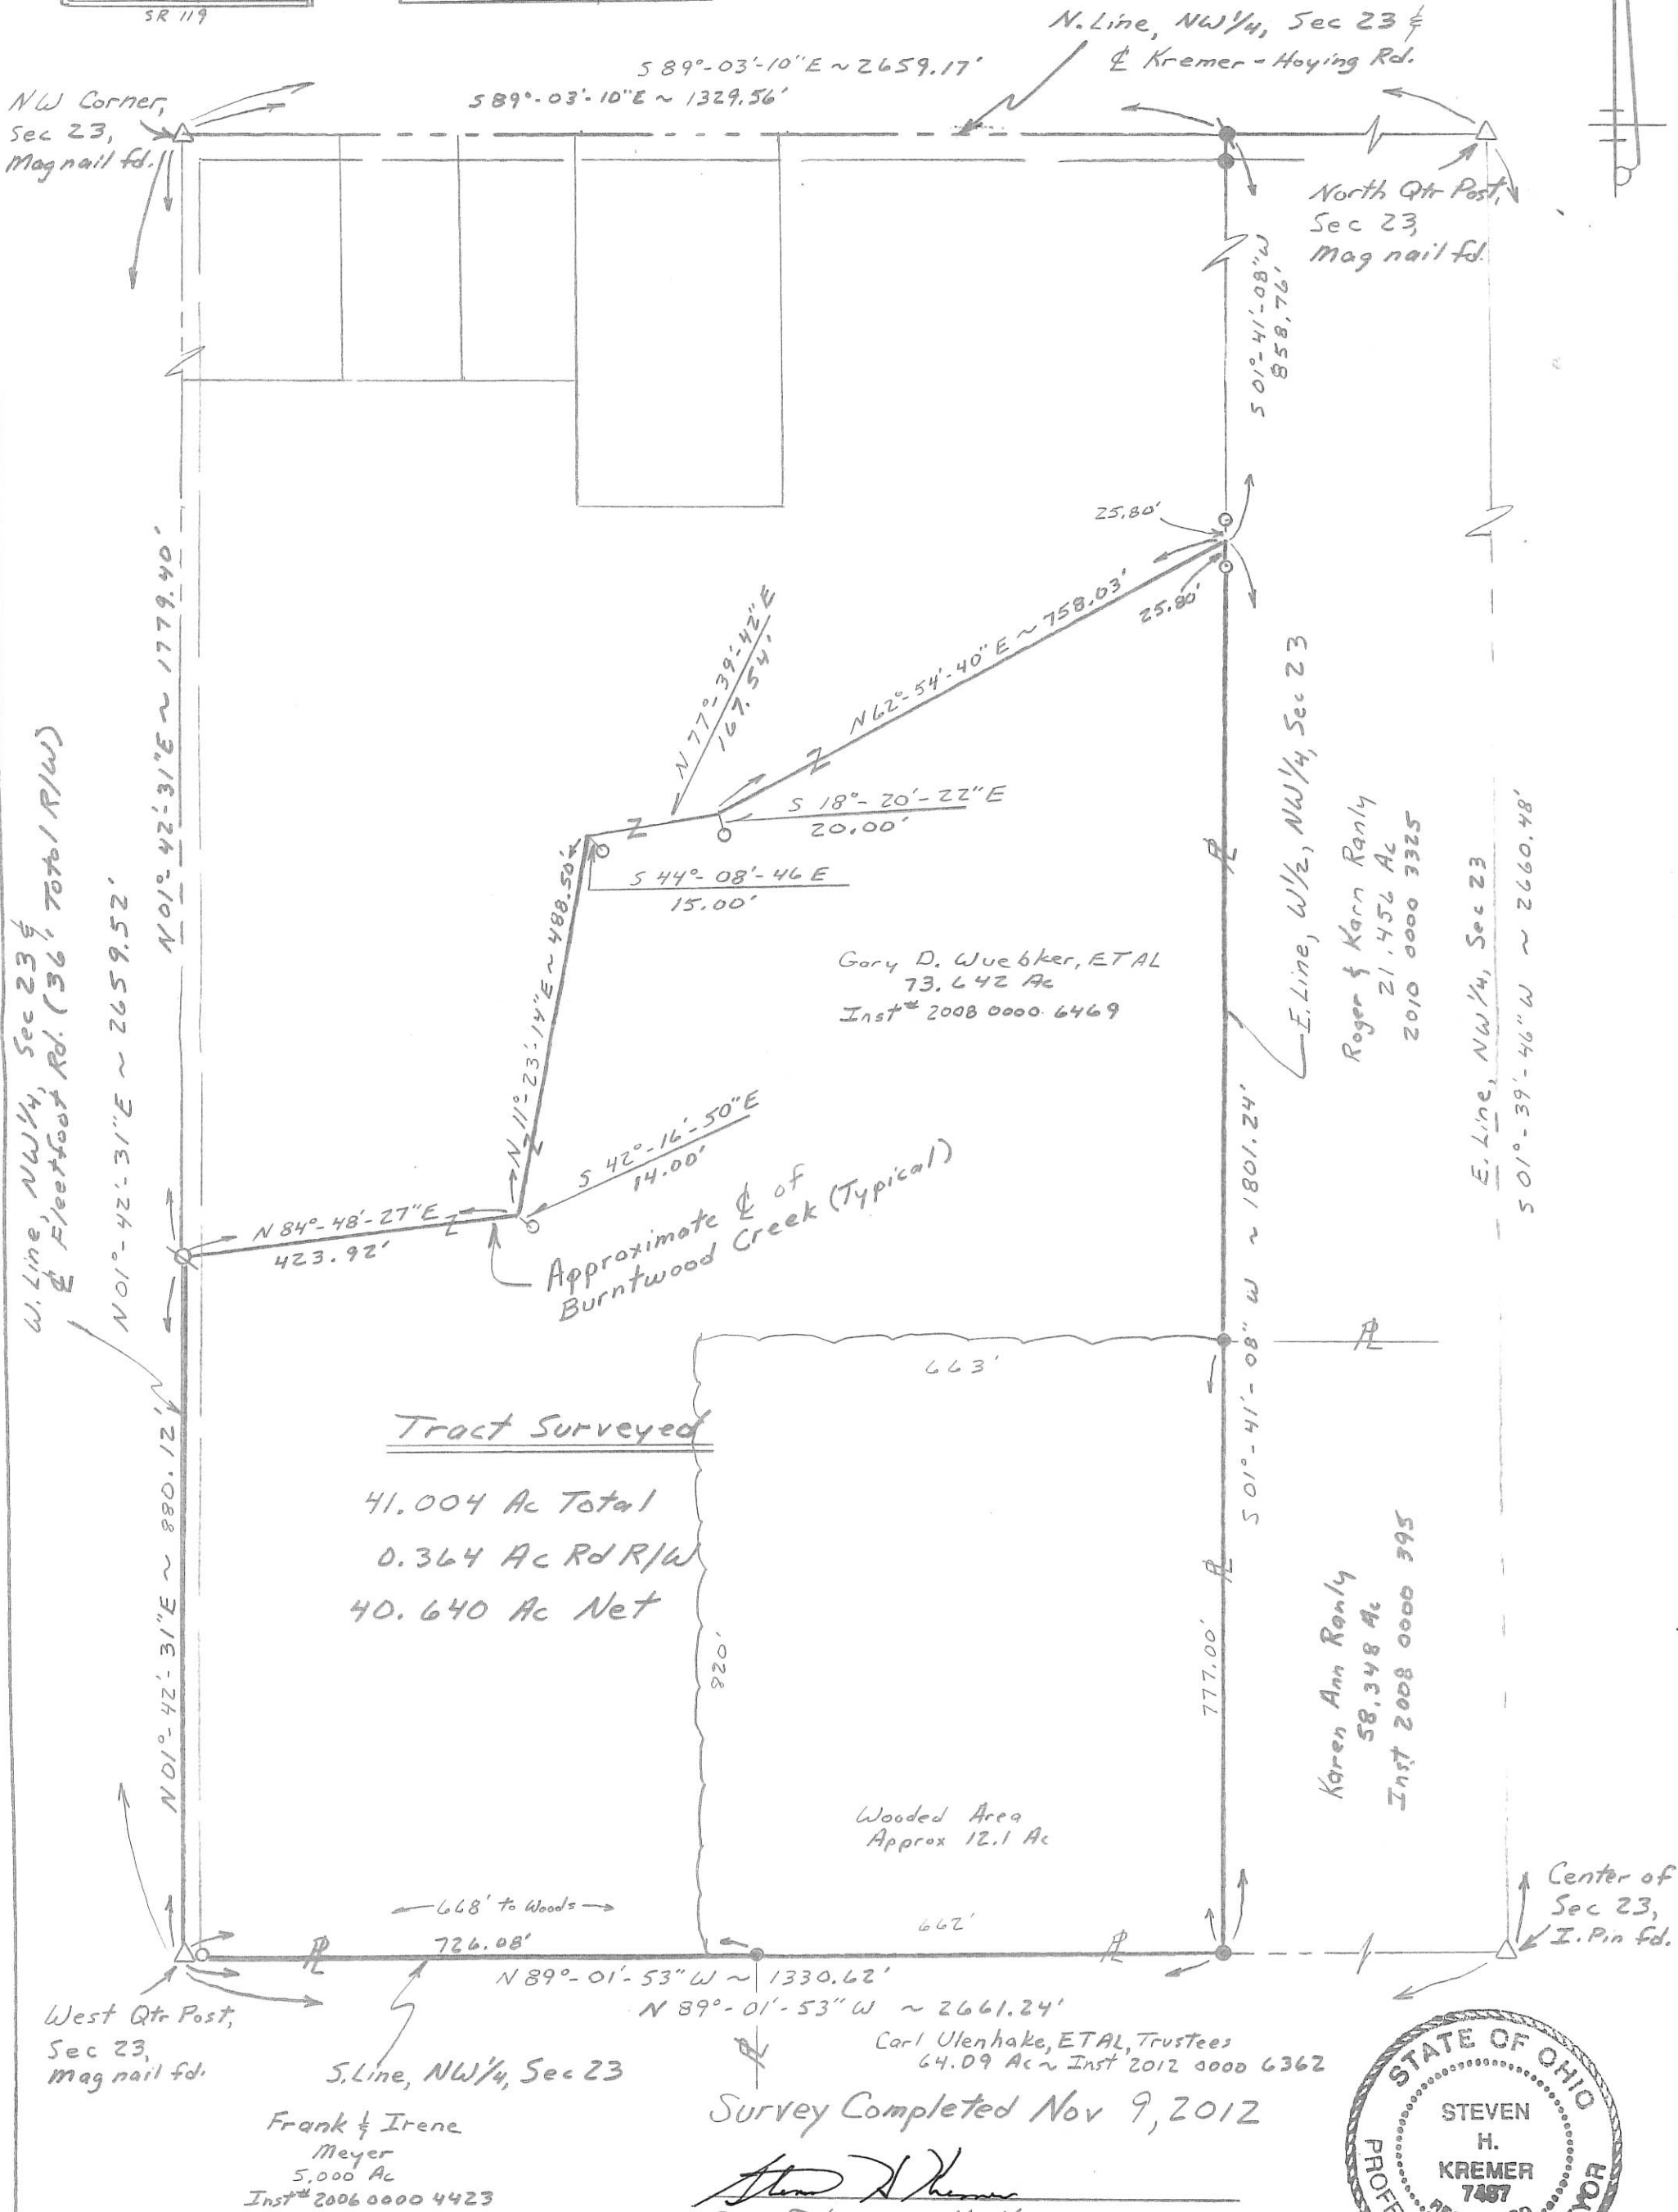 SR 119
N. Line, NW 1/4, Sec 23 &
℄ Kremer - Hoying Rd.
S 89°-03'-10" E ~ 2659.17'
S 89°-03'-10" E ~ 1329.56'
NW Corner,
Sec 23,
Mag nail fd.
North Qtr Post,
Sec 23,
Mag nail fd.
S 01°-41'-08" W
858.76'
25.80'
25.80'
N 01°-42'-31" E ~ 1779.40'
N 77°-39'-42" E
167.54'
N 62°-54'-40" E ~ 758.03'
S 18°-20'-22" E
20.00'
S 44°-08'-46 E
15.00'
N 11°-23'-14" E ~ 488.50'
Gary D. Wuebker, ETAL
73.642 Ac
Inst# 2008 0000 6469
E. Line, W 1/2, NW 1/4, Sec 23
Roger & Karn Ranly
21.456 Ac
2010 0000 3325
E. Line, NW 1/4, Sec 23
S 01°-39'-46" W ~ 2660.48'
W. Line, NW 1/4, Sec 23 &
℄ Fleetfoot Rd. (36' Total R/W)
N 01°-42'-31" E ~ 2659.52'
S 42°-16'-50" E
14.00'
N 84°-48'-27" E
423.92'
Approximate ℄ of
Burntwood Creek (Typical)
S 01°-41'-08" W ~ 1801.24'
PL
PL
663'
Tract Surveyed
41.004 Ac Total
0.364 Ac Rd R/W
40.640 Ac Net
N 01°-42'-31" E ~ 880.12'
820'
777.00'
PL
Karen Ann Ranly
58.348 Ac
Inst 2008 0000 395
Wooded Area
Approx 12.1 Ac
Center of
Sec 23,
I. Pin fd.
668' to Woods
662'
726.08'
PL
PL
N 89°-01'-53" W ~ 1330.62'
N 89°-01'-53" W ~ 2661.24'
West Qtr Post,
Sec 23,
mag nail fd.
S. Line, NW 1/4, Sec 23
PL
Carl Ulenhake, ETAL, Trustees
64.09 Ac ~ Inst 2012 0000 6362
Survey Completed Nov 9, 2012
Frank & Irene
Meyer
5.000 Ac
Inst# 2006 0000 4423
STATE OF OHIO
STEVEN
H.
KREMER
7487